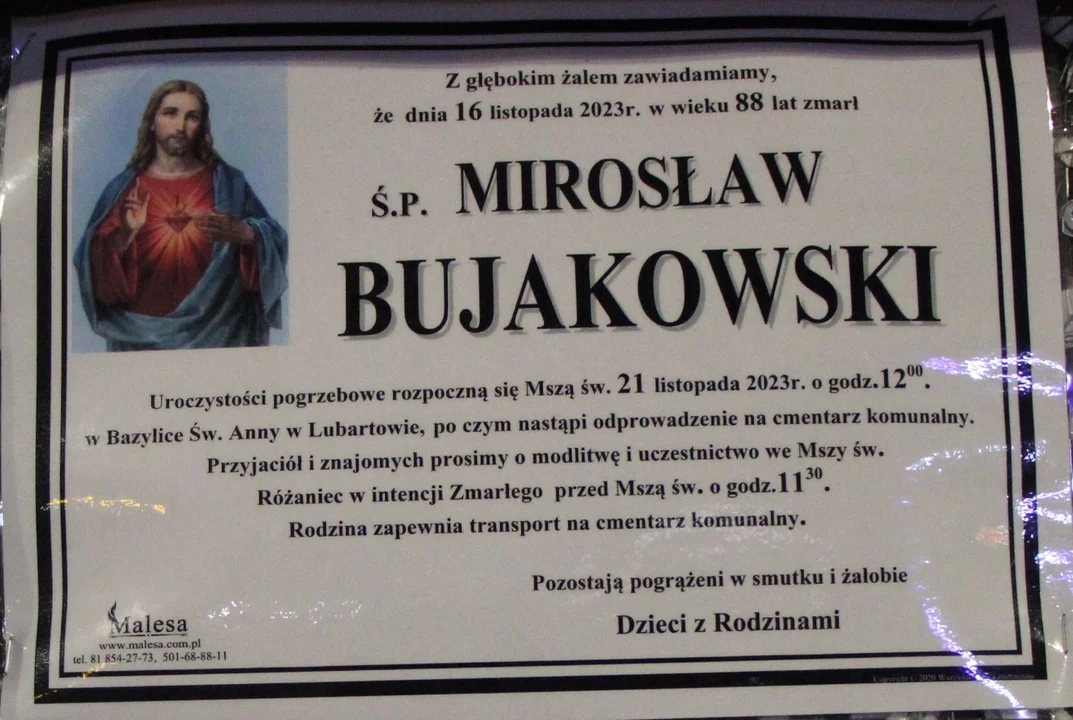 Z głębokim żalem zawiadamiamy,
że dnia 16 listopada 2023r. w wieku 88 lat zmarł
Ś.P. MIROSŁAW
BUJAKOWSKI
Uroczystości pogrzebowe rozpoczną się Mszą św. 21 listopada 2023r. o godz.12⁰⁰.
w Bazylice Św. Anny w Lubartowie, po czym nastąpi odprowadzenie na cmentarz komunalny.
Przyjaciół i znajomych prosimy o modlitwę i uczestnictwo we Mszy św.
Różaniec w intencji Zmarłego przed Mszą św. o godz.11³⁰.
Rodzina zapewnia transport na cmentarz komunalny.
Pozostają pogrążeni w smutku i żałobie
Dzieci z Rodzinami
Malesa
www.malesa.com.pl
tel. 81 854-27-73, 501-68-88-11
Copyright © 2020